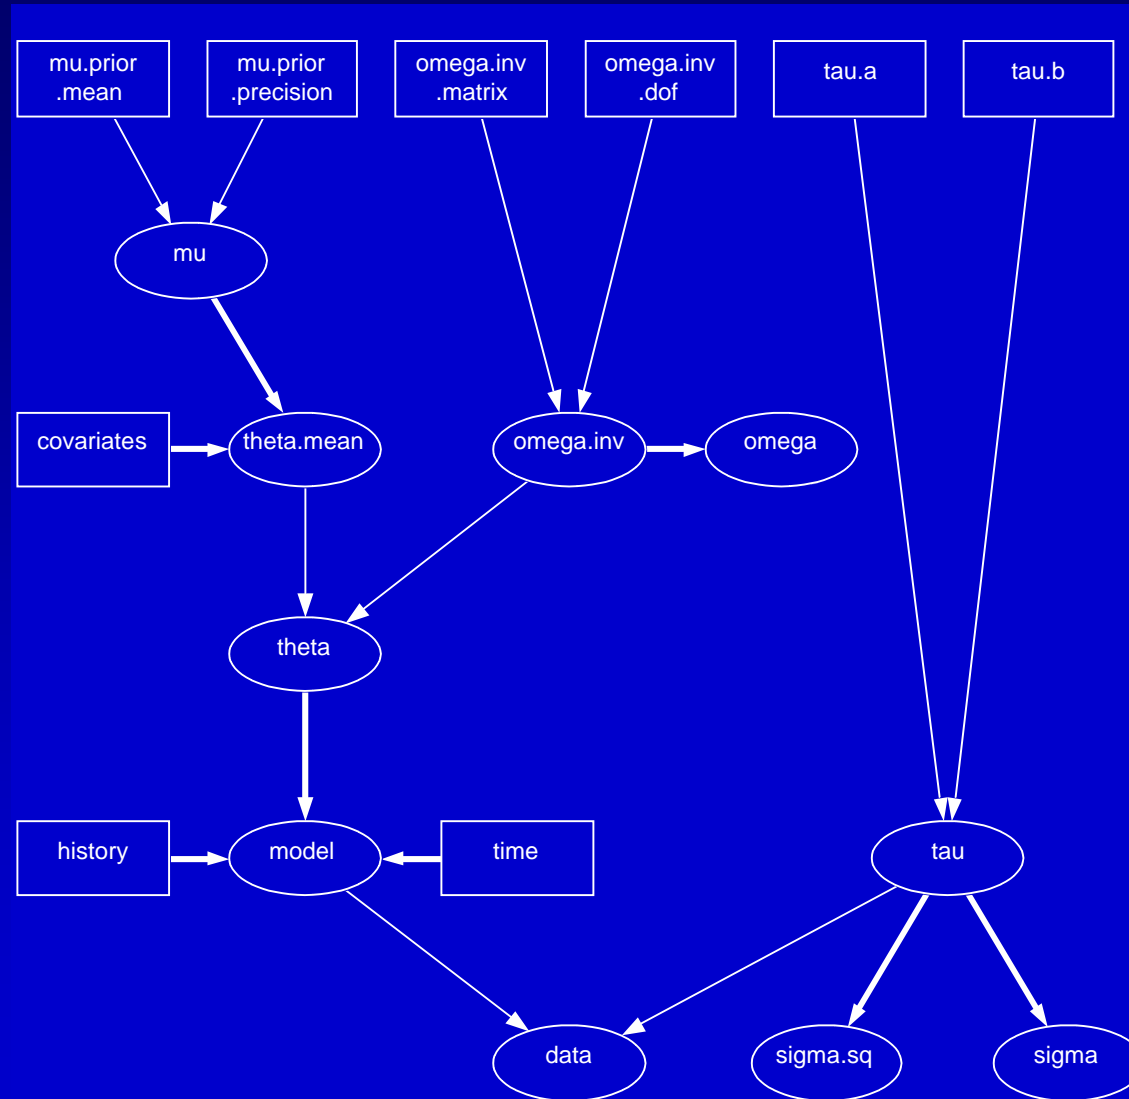 mu.prior
.mean
mu.prior
.precision
omega.inv
.matrix
omega.inv
.dof
tau.a
tau.b
mu
covariates
theta.mean
omega.inv
omega
theta
history
model
time
tau
data
sigma.sq
sigma